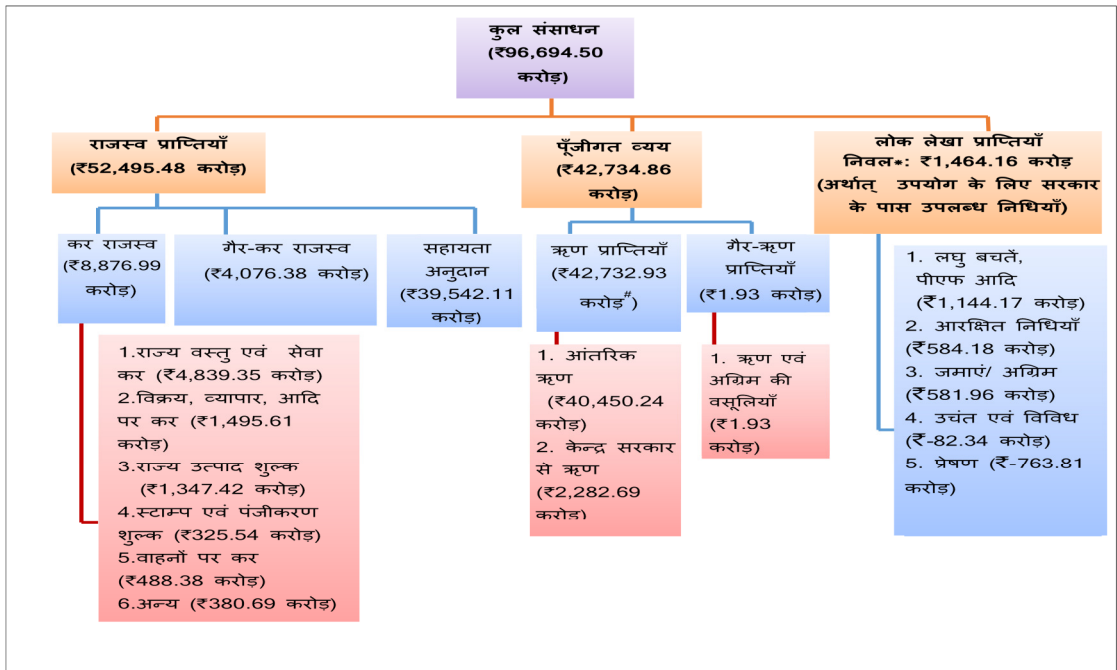 कुल संसाधन
(₹96,694.50
करोड़)
राजस्व प्राप्तियाँ
(₹52,495.48 करोड़)
पूँजीगत व्यय
(₹42,734.86
करोड़)
लोक लेखा प्राप्तियाँ
निवल*: ₹1,464.16 करोड़
(अर्थात् उपयोग के लिए सरकार
के पास उपलब्ध निधियाँ)
कर राजस्व
(₹8,876.99
करोड़)
गैर-कर राजस्व
(₹4,076.38 करोड़)
सहायता
अनुदान
(₹39,542.11
करोड़)
ऋण प्राप्तियाँ
(₹42,732.93
करोड़#)
गैर-ऋण
प्राप्तियाँ
(₹1.93 करोड़)
1.राज्य वस्तु एवं सेवा
कर (₹4,839.35 करोड़)
2.विक्रय, व्यापार, आदि
पर कर (₹1,495.61
करोड़)
3.राज्य उत्पाद शुल्क
(₹1,347.42 करोड़)
4.स्टाम्प एवं पंजीकरण
शुल्क (₹325.54 करोड़)
5.वाहनों पर कर
(₹488.38 करोड़)
6.अन्य (₹380.69 करोड़)
1. आंतरिक
ऋण
(₹40,450.24
करोड़)
2. केन्द्र सरकार
से ऋण
(₹2,282.69
करोड़)
1. ऋण एवं
अग्रिम की
वसूलियाँ
(₹1.93
करोड़)
1. लघु बचतें,
पीएफ आदि
(₹1,144.17 करोड़)
2. आरक्षित निधियाँ
(₹584.18 करोड़)
3. जमाएं/ अग्रिम
(₹581.96 करोड़)
4. उचंत एवं विविध
(₹-82.34 करोड़)
5. प्रेषण (₹-763.81
करोड़)